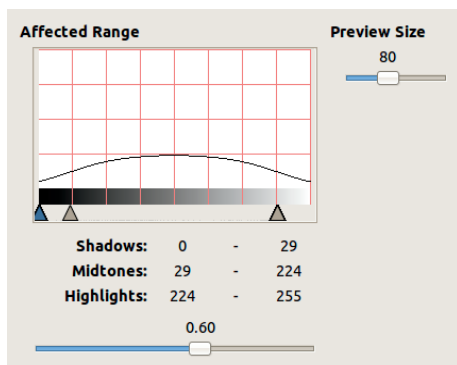 Affected Range
Preview Size
80
Shadows: 0 - 29
Midtones: 29 - 224
Highlights: 224 - 255
0.60